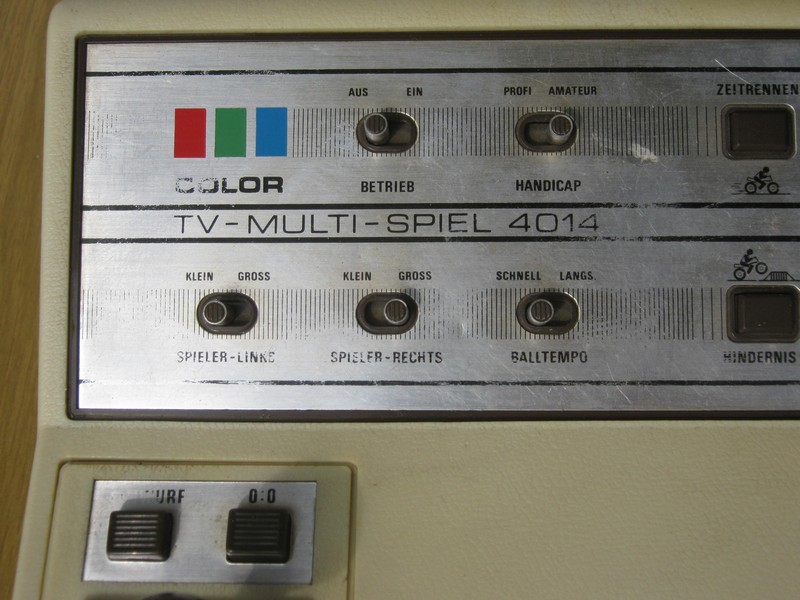 AUS EIN
PROFI AMATEUR
ZEITRENNEN
COLOR
BETRIEB
HANDICAP
TV-MULTI-SPIEL 4014
KLEIN GROSS
KLEIN GROSS
SCHNELL LANGS.
SPIELER-LINKS
SPIELER-RECHTS
BALLTEMPO
HINDERNIS
0:0